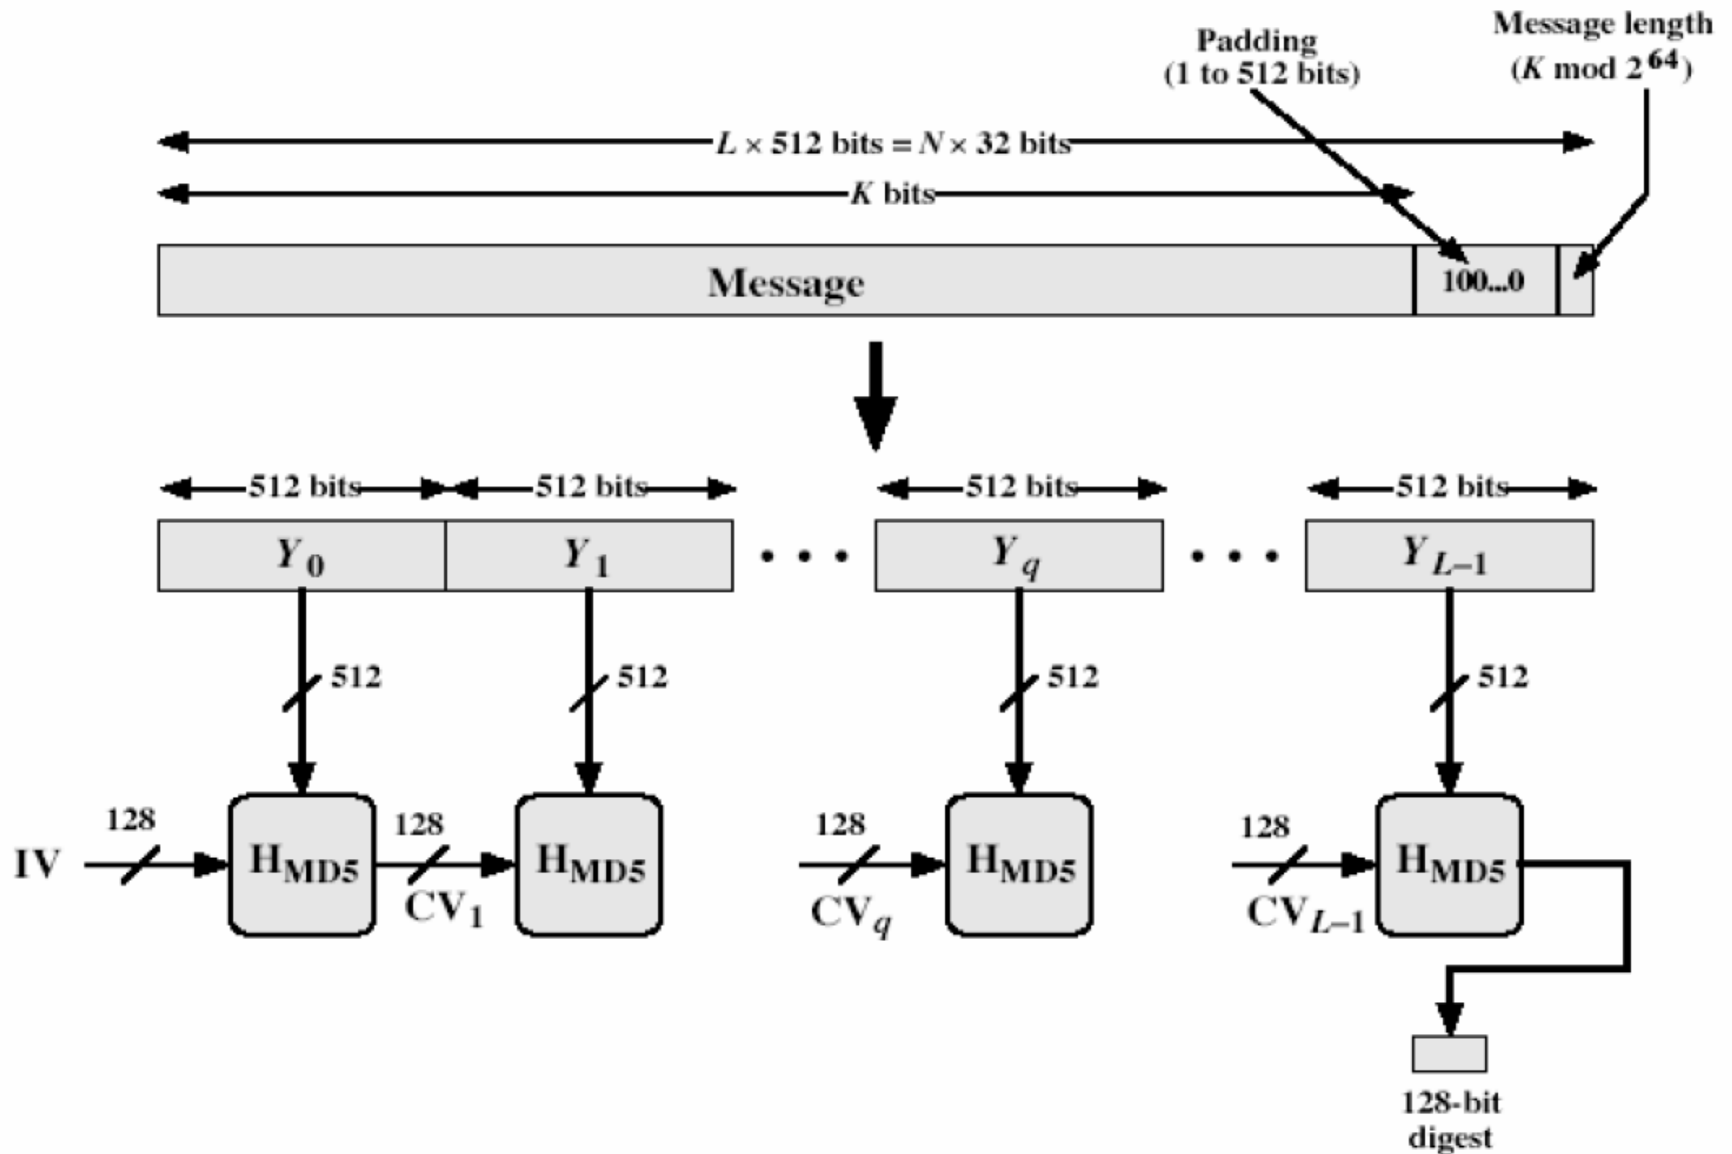 Padding
(1 to 512 bits)
Message length
(K mod 2^64)
L × 512 bits = N × 32 bits
K bits
Message
100...0
512 bits
512 bits
512 bits
512 bits
Y0
Y1
• • •
Yq
• • •
YL–1
512
512
512
512
128
128
128
128
IV
HMD5
HMD5
HMD5
HMD5
CV1
CVq
CVL–1
128-bit
digest